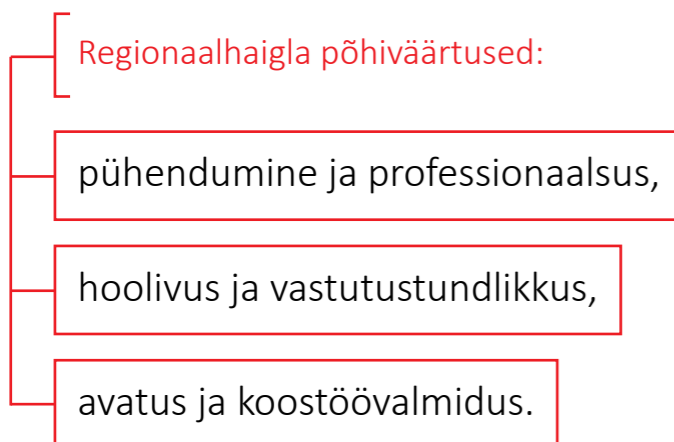 Regionaalhaigla põhiväärtused:
pühendumine ja professionaalsus,
hoolivus ja vastutustundlikkus,
avatus ja koostöövalmidus.